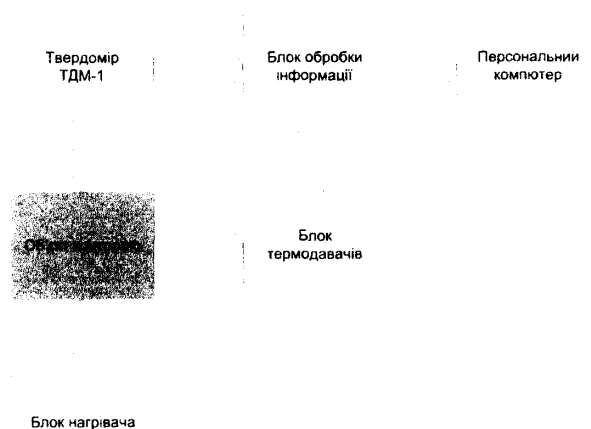 Твердомір
ТДМ-1
Блок обробки
інформації
Персональний
компютер
Блок
термодавачів
Блок нагрівача